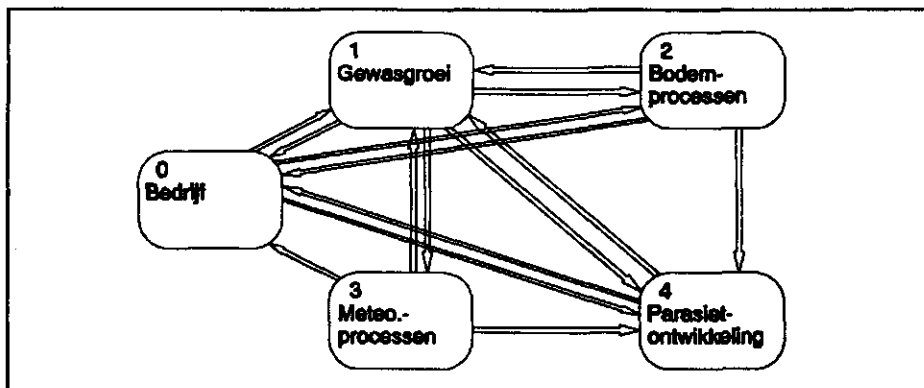 1
Gewasgroei
2
Bodem-
processen
0
Bedrijf
3
Meteo.-
processen
4
Parasiet-
ontwikkeling